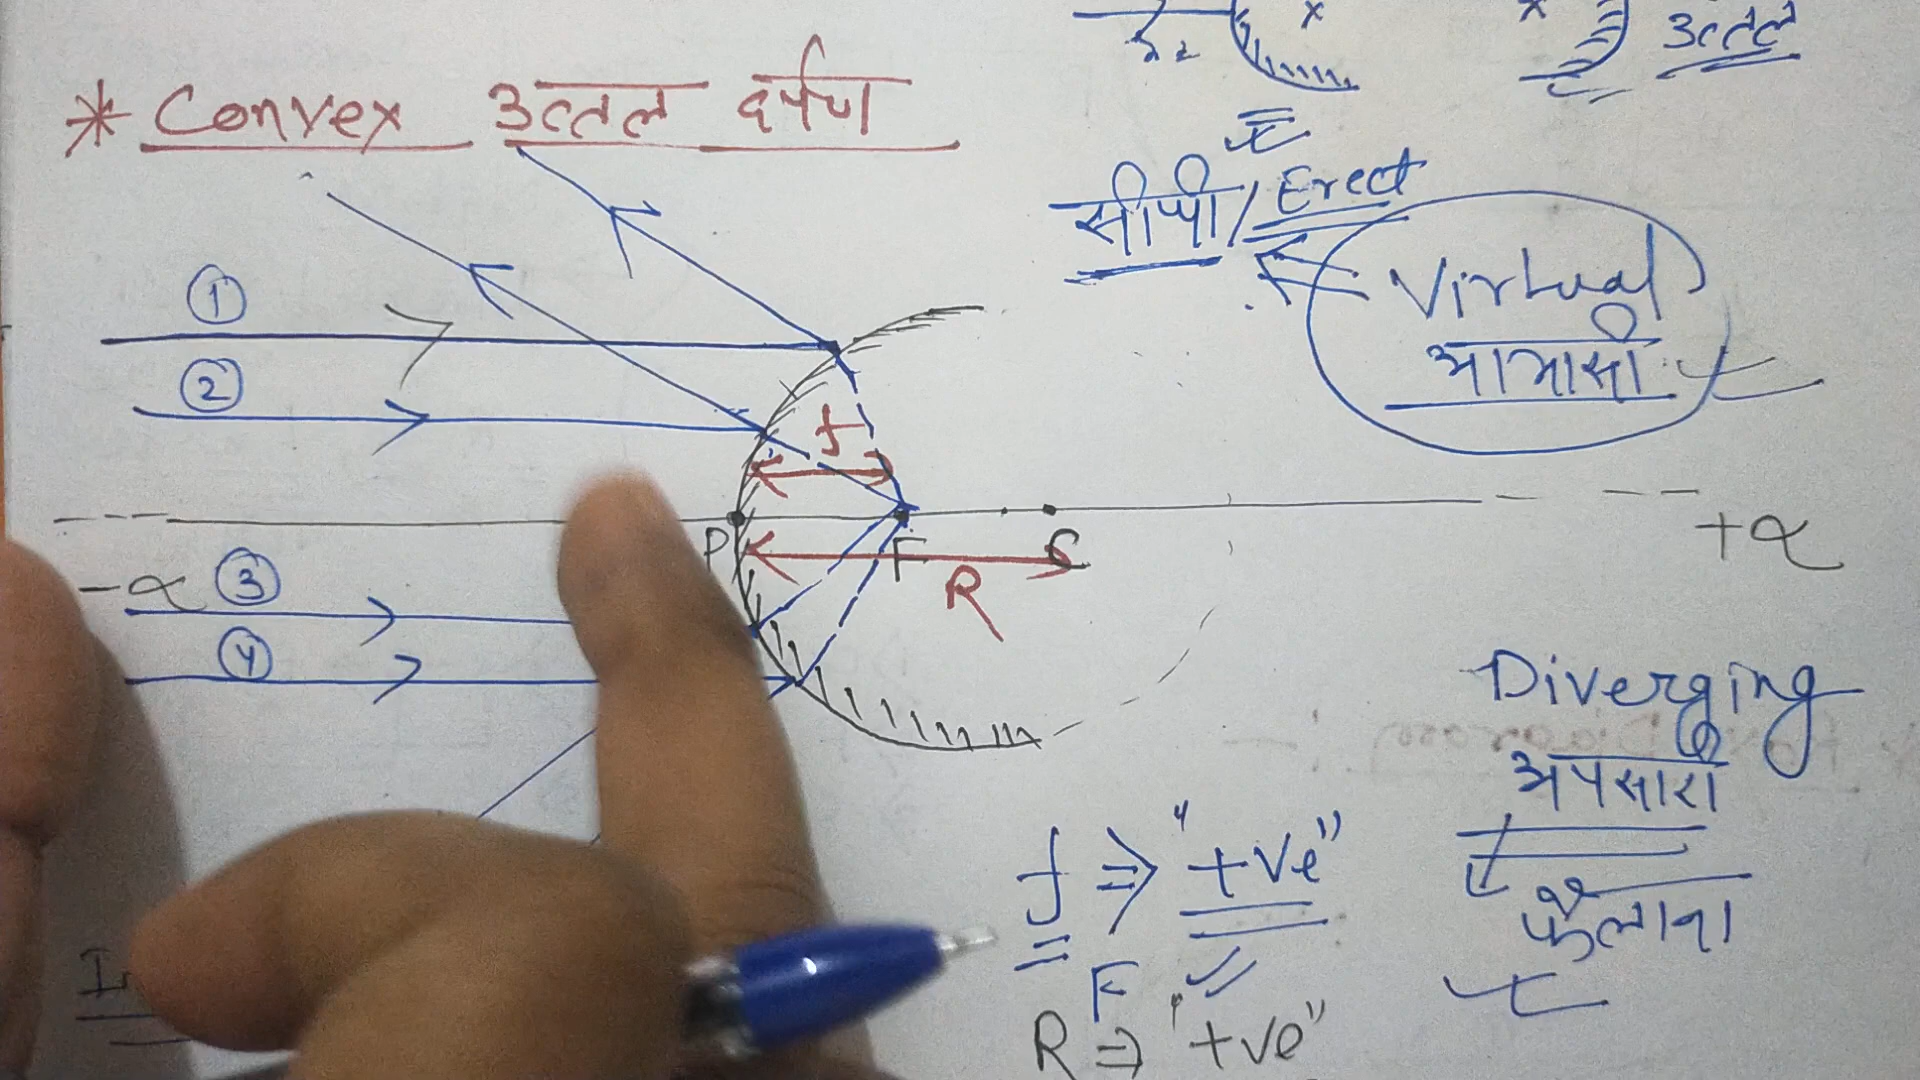 उत्तल
* Convex उत्तल दर्पण
सीधी / Erect
Virtual
आभासी
1
2
f
P
F
C
+α
R
-α
3
4
Diverging
अपसारी
फैलाना
f ⇒ "+ve"
F
R ⇒ "+ve"